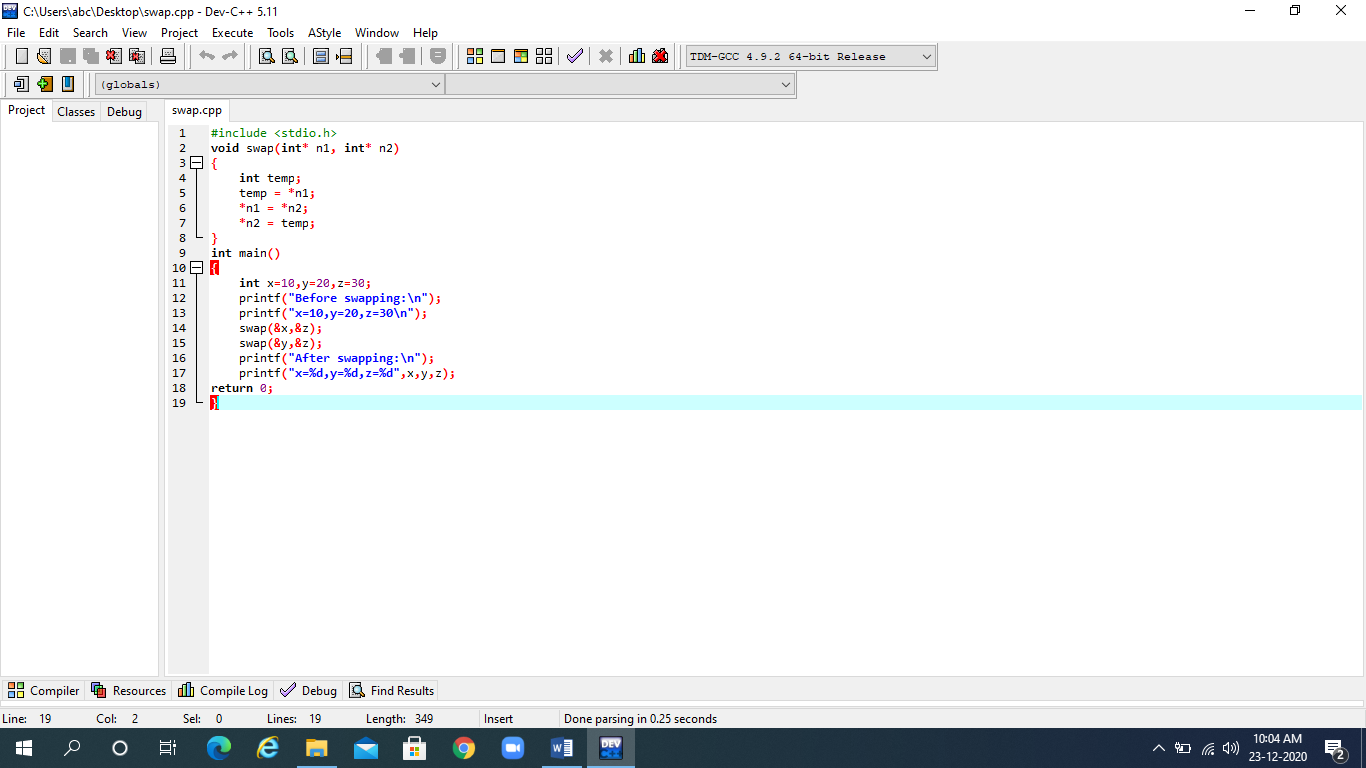 C:\Users\abc\Desktop\swap.cpp - Dev-C++ 5.11
File Edit Search View Project Execute Tools AStyle Window Help
TDM-GCC 4.9.2 64-bit Release
(globals)
Project Classes Debug
swap.cpp
1 #include <stdio.h>
2 void swap(int* n1, int* n2)
3 {
4 int temp;
5 temp = *n1;
6 *n1 = *n2;
7 *n2 = temp;
8 }
9 int main()
10 {
11 int x=10,y=20,z=30;
12 printf("Before swapping:\n");
13 printf("x=10,y=20,z=30\n");
14 swap(&x,&z);
15 swap(&y,&z);
16 printf("After swapping:\n");
17 printf("x=%d,y=%d,z=%d",x,y,z);
18 return 0;
19 }
Compiler Resources Compile Log Debug Find Results
Line: 19 Col: 2 Sel: 0 Lines: 19 Length: 349 Insert Done parsing in 0.25 seconds
10:04 AM
23-12-2020
2